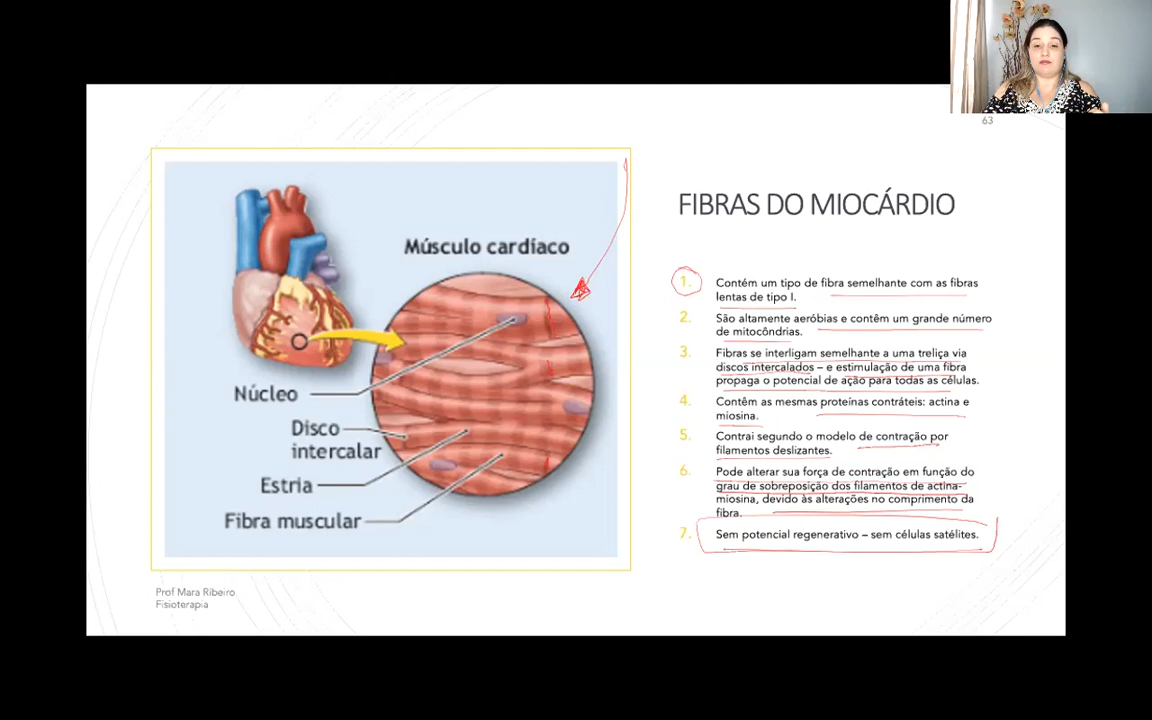 63
Músculo cardíaco
Núcleo
Disco
intercalar
Estria
Fibra muscular
Prof Mara Ribeiro
Fisioterapia
FIBRAS DO MIOCÁRDIO
1. Contém um tipo de fibra semelhante com as fibras
lentas de tipo I.
2. São altamente aeróbias e contêm um grande número
de mitocôndrias.
3. Fibras se interligam semelhante a uma treliça via
discos intercalados – e estimulação de uma fibra
propaga o potencial de ação para todas as células.
4. Contêm as mesmas proteínas contráteis: actina e
miosina.
5. Contrai segundo o modelo de contração por
filamentos deslizantes.
6. Pode alterar sua força de contração em função do
grau de sobreposição dos filamentos de actina-
miosina, devido às alterações no comprimento da
fibra.
7. Sem potencial regenerativo – sem células satélites.